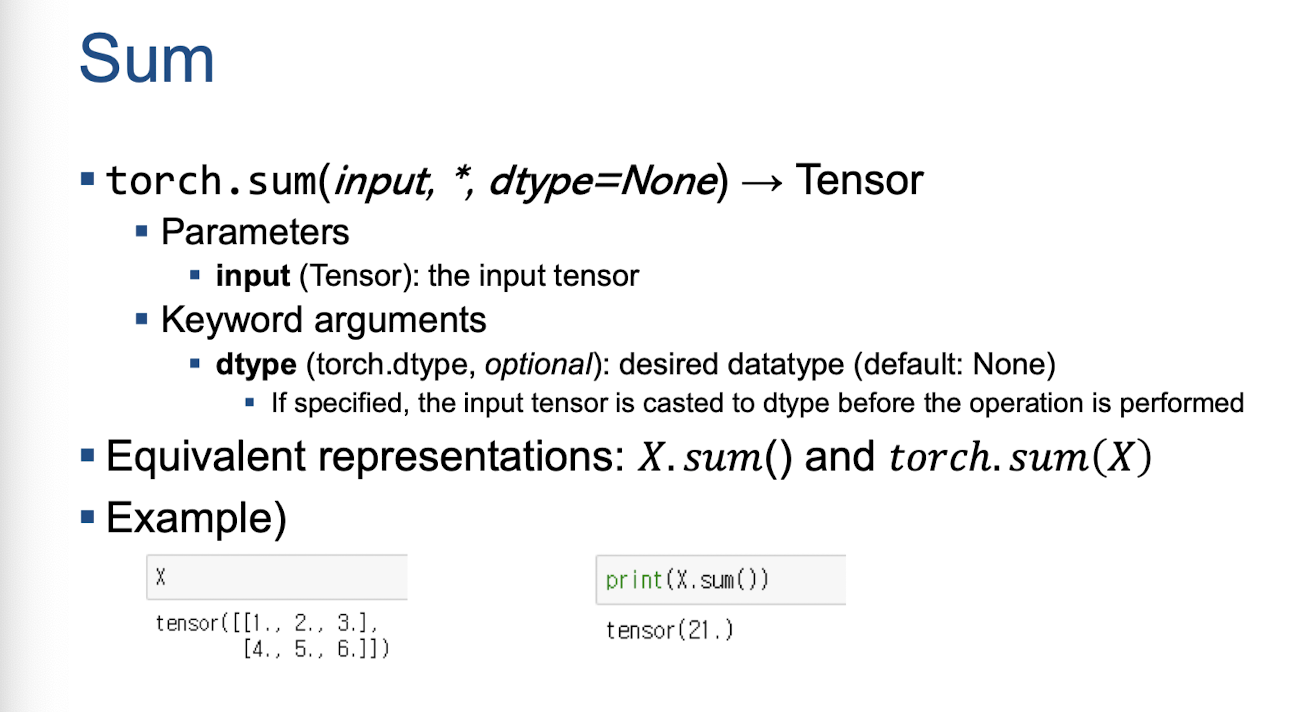 Sum
▪ torch.sum(input, *, dtype=None) → Tensor
▪ Parameters
▪ input (Tensor): the input tensor
▪ Keyword arguments
▪ dtype (torch.dtype, optional): desired datatype (default: None)
▪ If specified, the input tensor is casted to dtype before the operation is performed
▪ Equivalent representations: X.sum() and torch.sum(X)
▪ Example)
X
tensor([[1., 2., 3.],
[4., 5., 6.]])
print(X.sum())
tensor(21.)